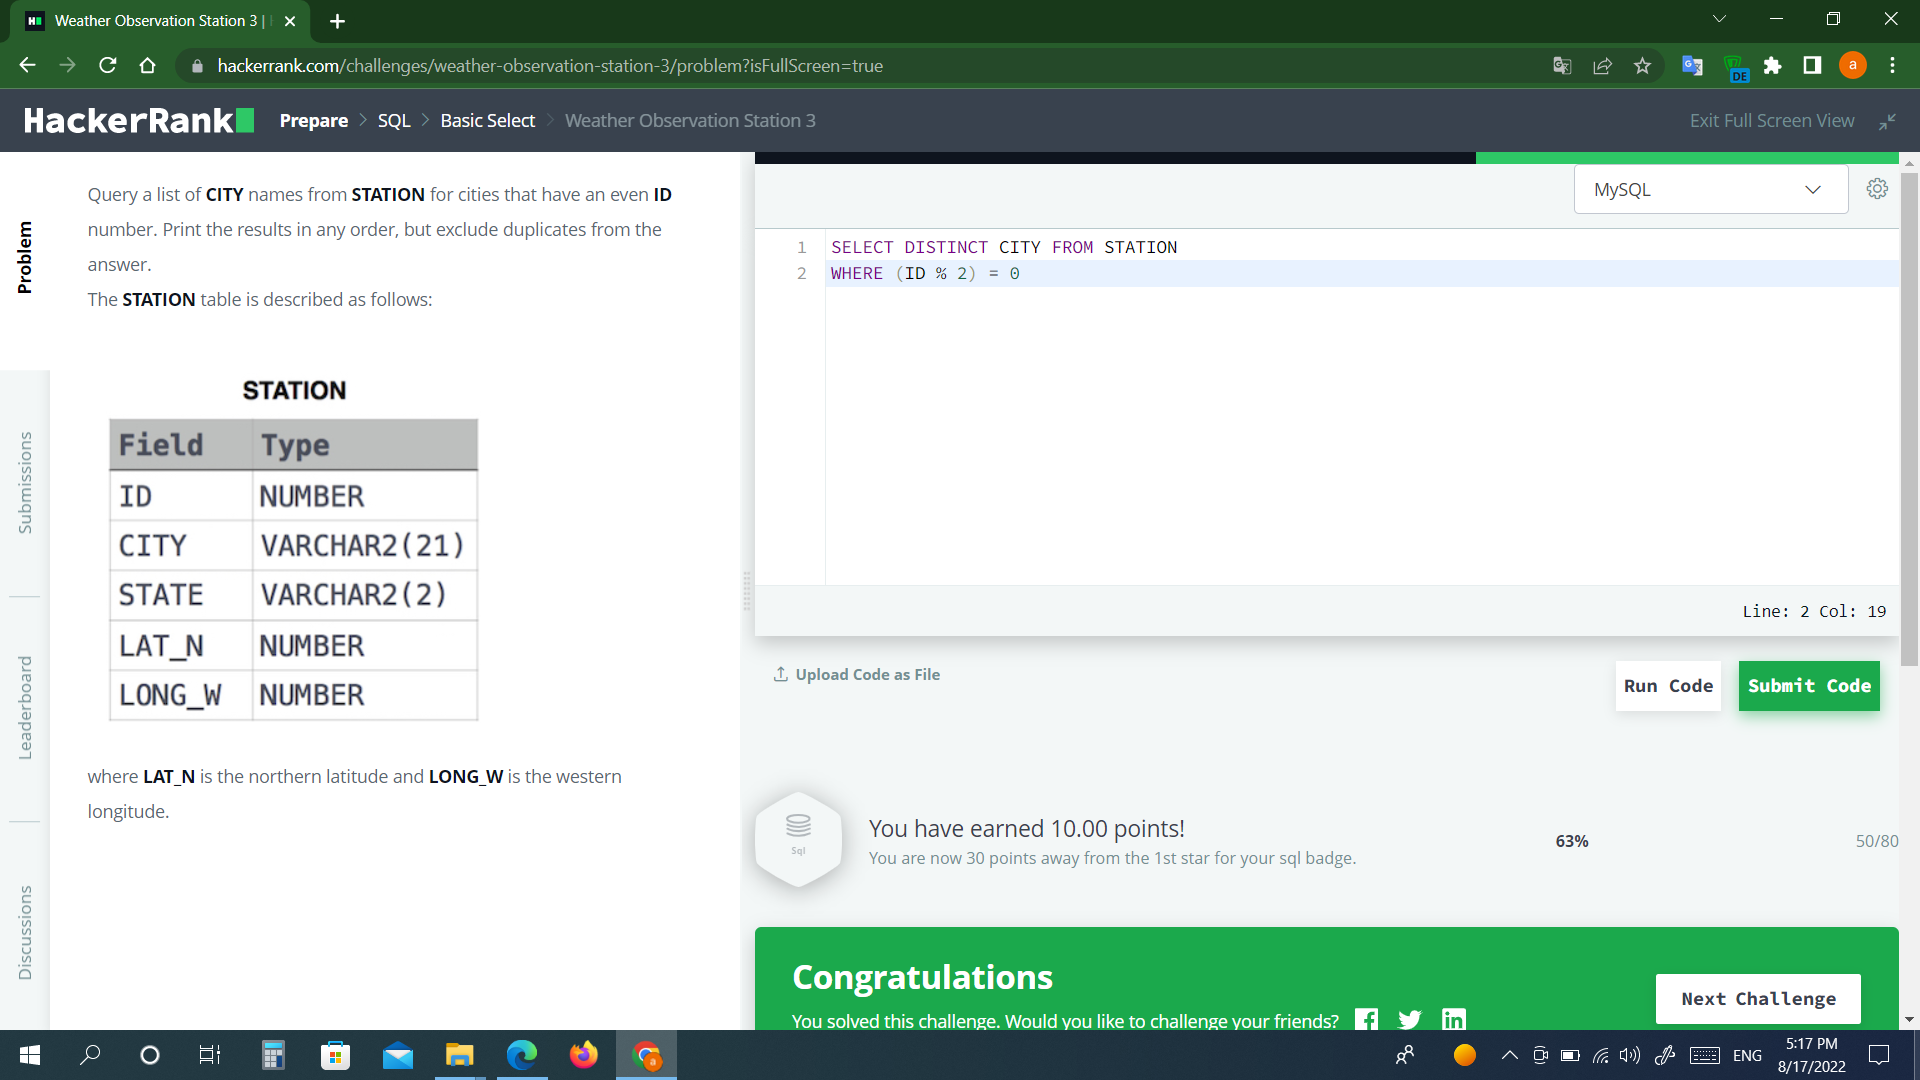 Weather Observation Station 3 |
hackerrank.com/challenges/weather-observation-station-3/problem?isFullScreen=true
DE
a
HackerRank
Prepare > SQL > Basic Select > Weather Observation Station 3
Exit Full Screen View
Problem
Submissions
Leaderboard
Discussions
Query a list of CITY names from STATION for cities that have an even ID
number. Print the results in any order, but exclude duplicates from the
answer.
The STATION table is described as follows:
STATION
Field Type
ID NUMBER
CITY VARCHAR2(21)
STATE VARCHAR2(2)
LAT_N NUMBER
LONG_W NUMBER
where LAT_N is the northern latitude and LONG_W is the western
longitude.
MySQL
1 SELECT DISTINCT CITY FROM STATION
2 WHERE (ID % 2) = 0
Line: 2 Col: 19
Upload Code as File
Run Code
Submit Code
Sql
You have earned 10.00 points!
You are now 30 points away from the 1st star for your sql badge.
63%
50/80
Congratulations
You solved this challenge. Would you like to challenge your friends?
Next Challenge
ENG
5:17 PM
8/17/2022